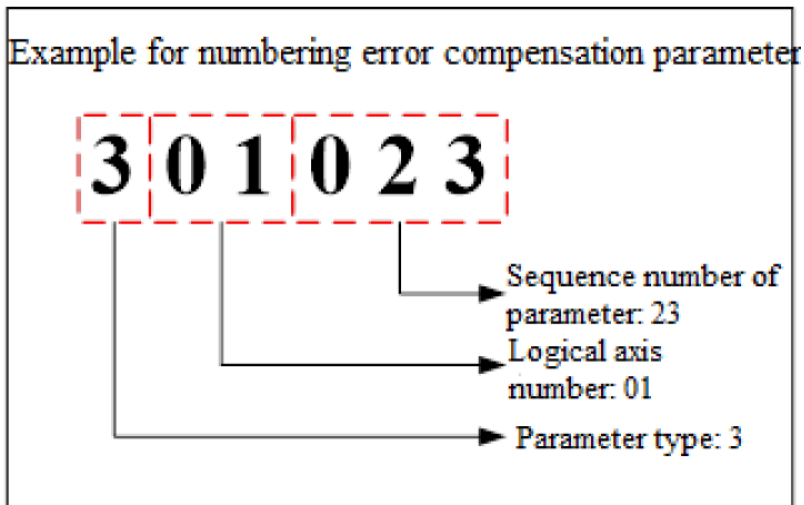 Example for numbering error compensation parameter
3 0 1 0 2 3
Sequence number of
parameter: 23
Logical axis
number: 01
Parameter type: 3